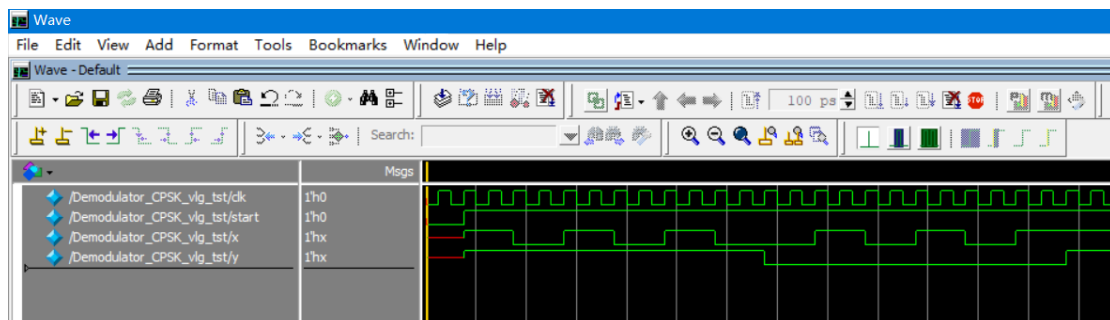 Wave
File Edit View Add Format Tools Bookmarks Window Help
Wave - Default
100 ps
Search:
Msgs
/Demodulator_CPSK_vlg_tst/clk 1'h0
/Demodulator_CPSK_vlg_tst/start 1'h0
/Demodulator_CPSK_vlg_tst/x 1'hx
/Demodulator_CPSK_vlg_tst/y 1'hx